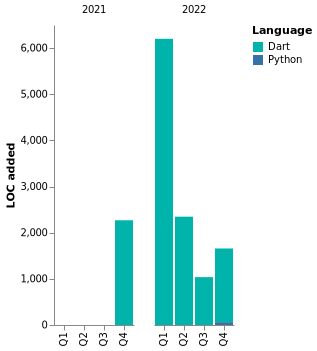 2021 2022
Language
Dart
Python
LOC added
6,000
5,000
4,000
3,000
2,000
1,000
0
Q1 Q2 Q3 Q4 Q1 Q2 Q3 Q4